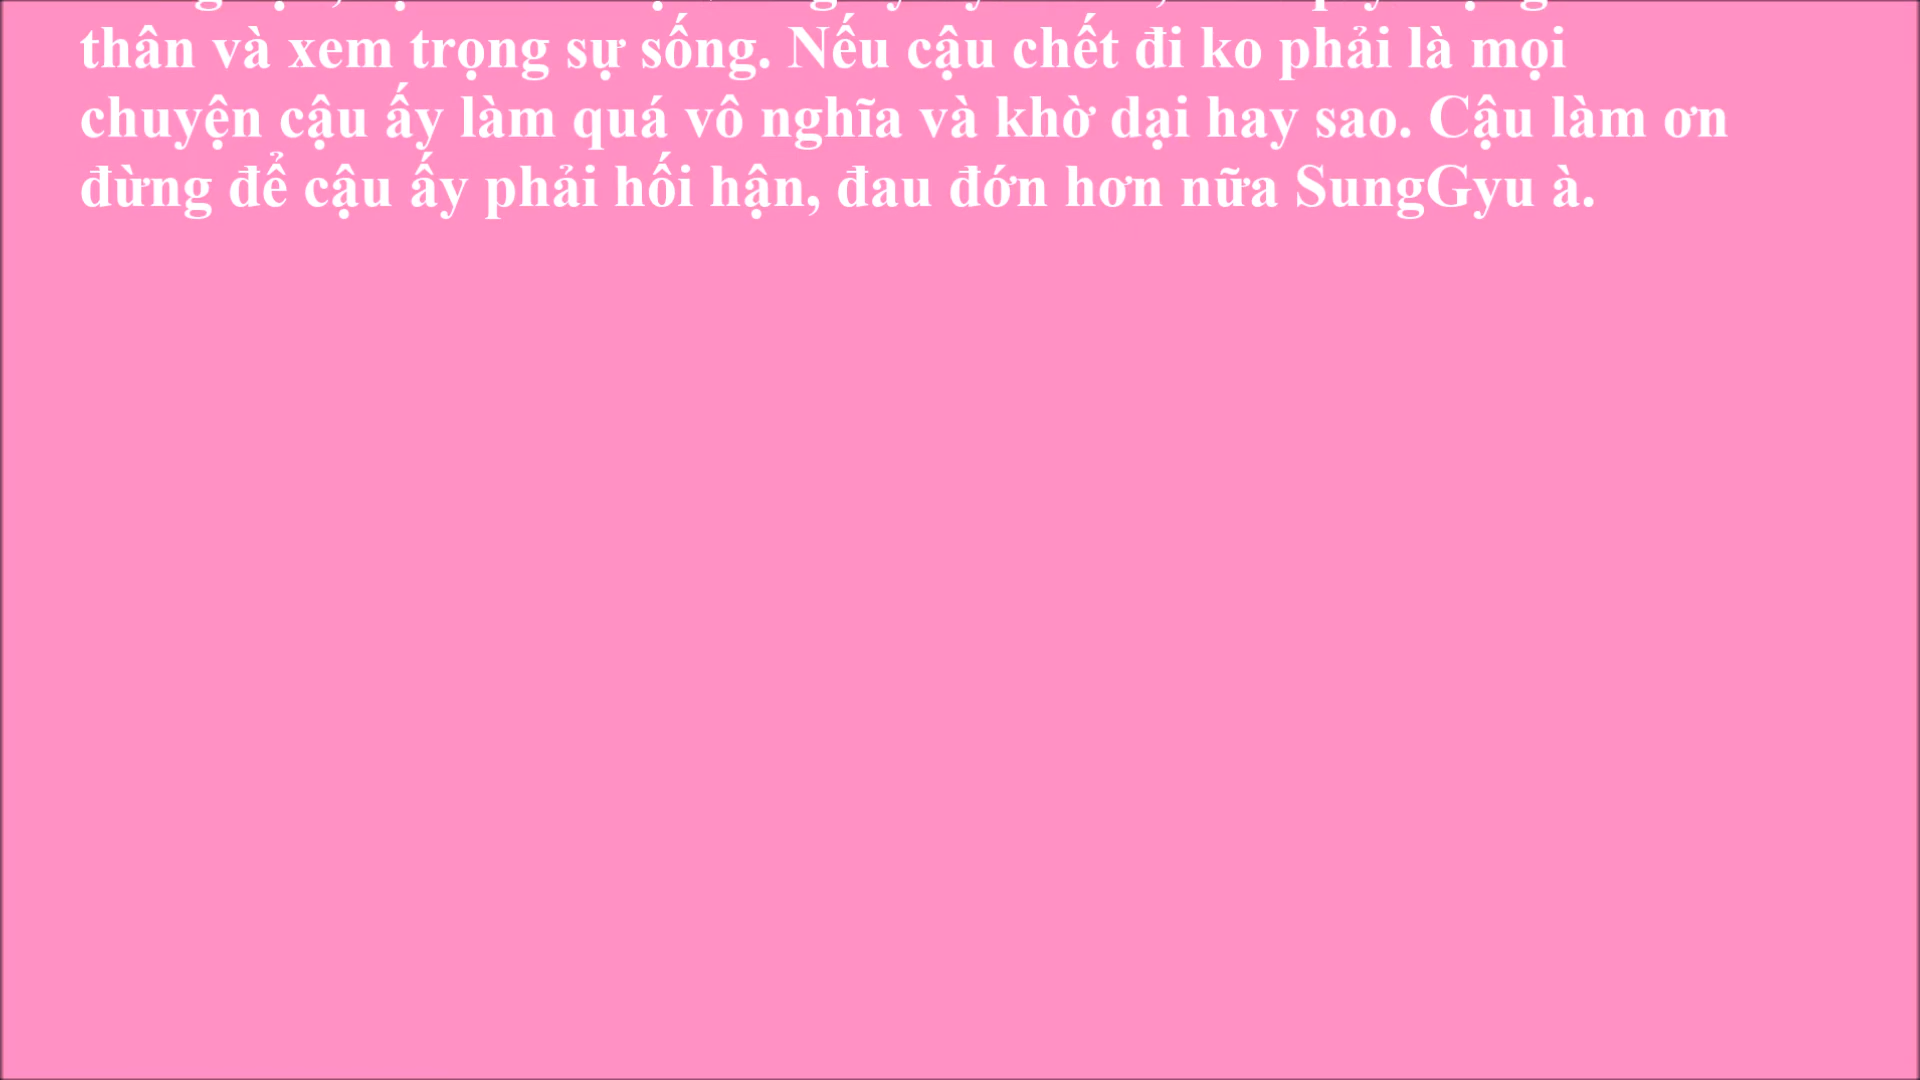 thân và xem trọng sự sống. Nếu cậu chết đi ko phải là mọi
chuyện cậu ấy làm quá vô nghĩa và khờ dại hay sao. Cậu làm ơn
đừng để cậu ấy phải hối hận, đau đớn hơn nữa SungGyu à.